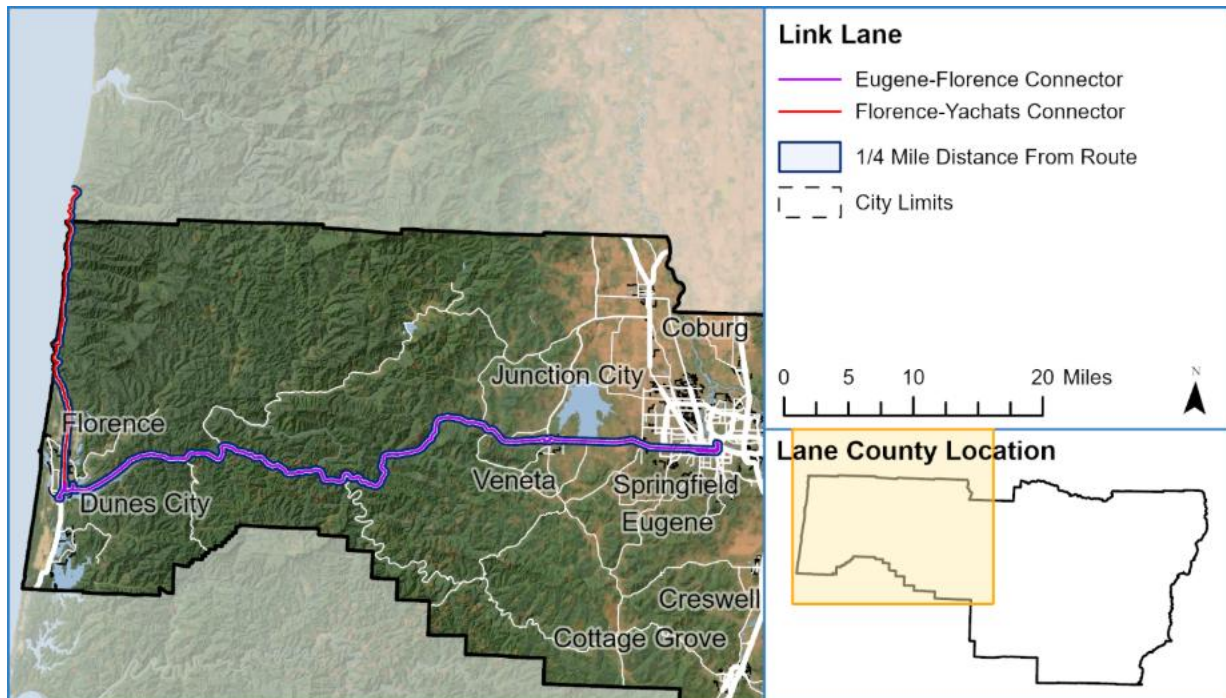 Link Lane
Eugene-Florence Connector
Florence-Yachats Connector
1/4 Mile Distance From Route
City Limits
0 5 10 20 Miles
N
Lane County Location
Coburg
Junction City
Florence
Veneta
Dunes City
Springfield
Eugene
Creswell
Cottage Grove